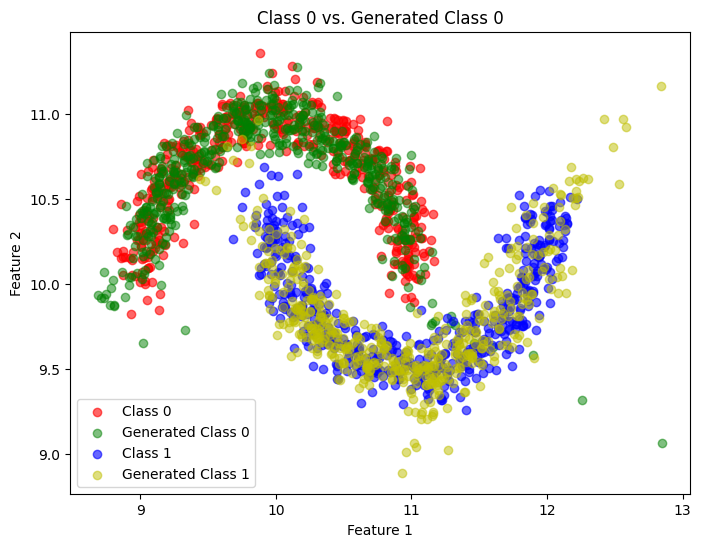 Class 0 vs. Generated Class 0
Feature 2
11.0
10.5
10.0
9.5
9.0
Class 0
Generated Class 0
Class 1
Generated Class 1
9 10 11 12 13
Feature 1